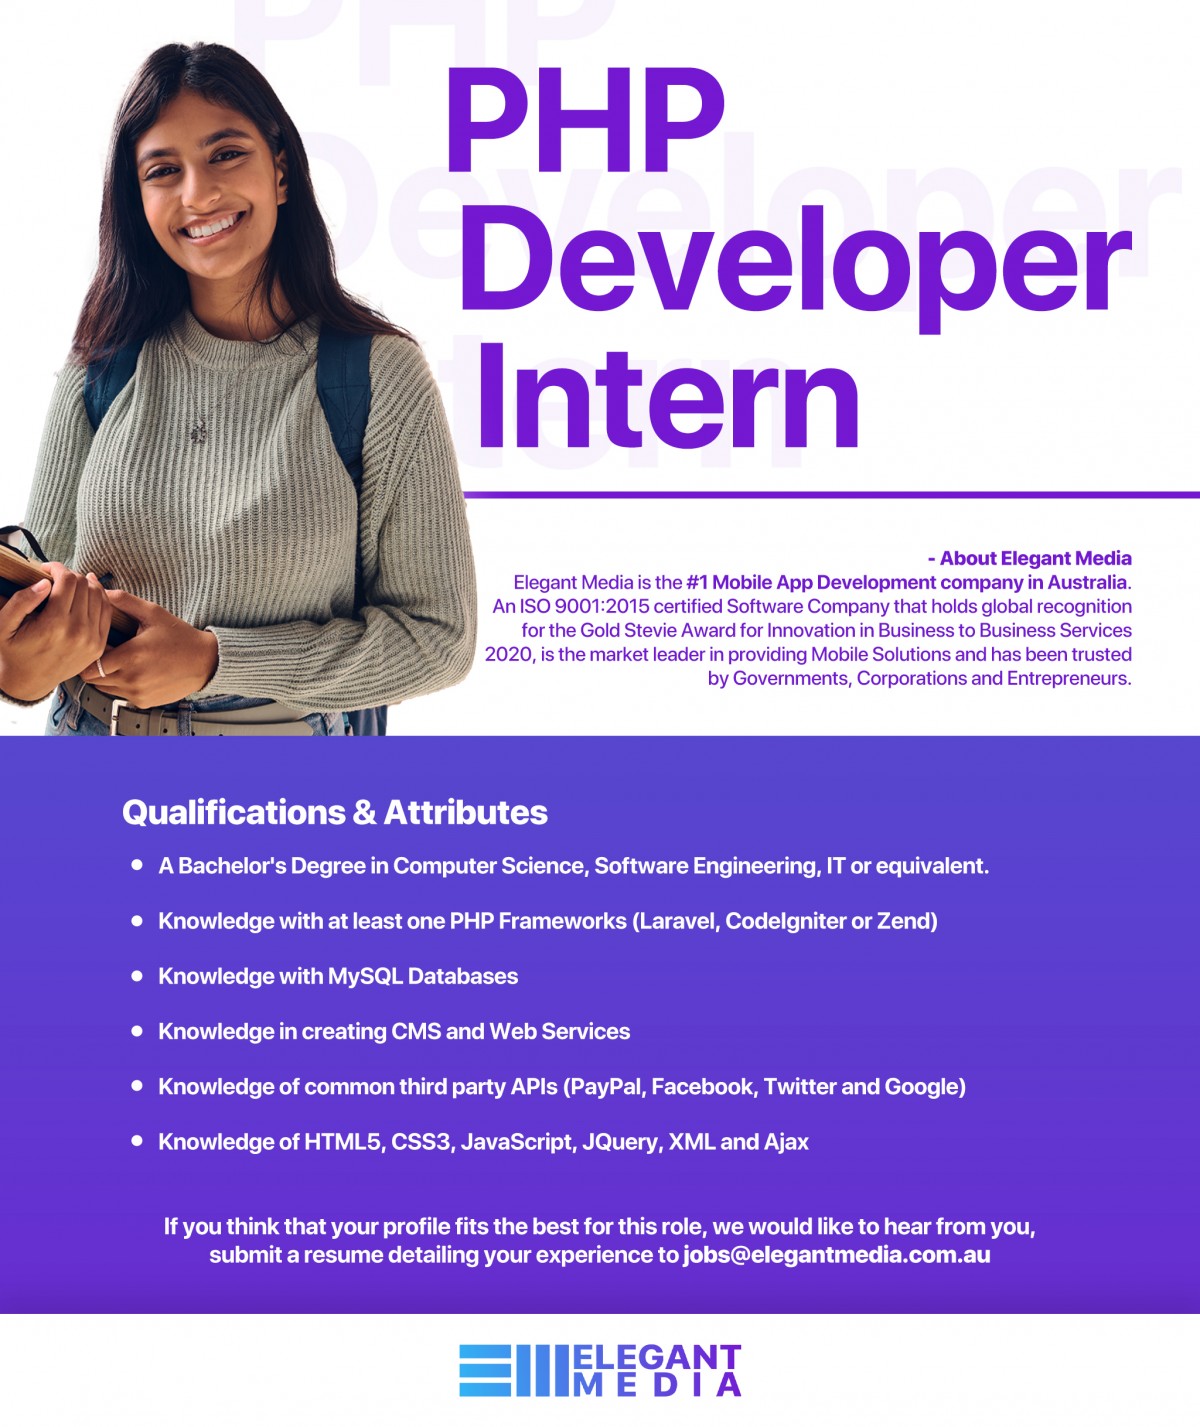 PHP
Developer
Intern
- About Elegant Media
Elegant Media is the #1 Mobile App Development company in Australia.
An ISO 9001:2015 certified Software Company that holds global recognition
for the Gold Stevie Award for Innovation in Business to Business Services
2020, is the market leader in providing Mobile Solutions and has been trusted
by Governments, Corporations and Entrepreneurs.
Qualifications & Attributes
• A Bachelor's Degree in Computer Science, Software Engineering, IT or equivalent.
• Knowledge with at least one PHP Frameworks (Laravel, CodeIgniter or Zend)
• Knowledge with MySQL Databases
• Knowledge in creating CMS and Web Services
• Knowledge of common third party APIs (PayPal, Facebook, Twitter and Google)
• Knowledge of HTML5, CSS3, JavaScript, JQuery, XML and Ajax
If you think that your profile fits the best for this role, we would like to hear from you,
submit a resume detailing your experience to jobs@elegantmedia.com.au
ELEGANT
MEDIA